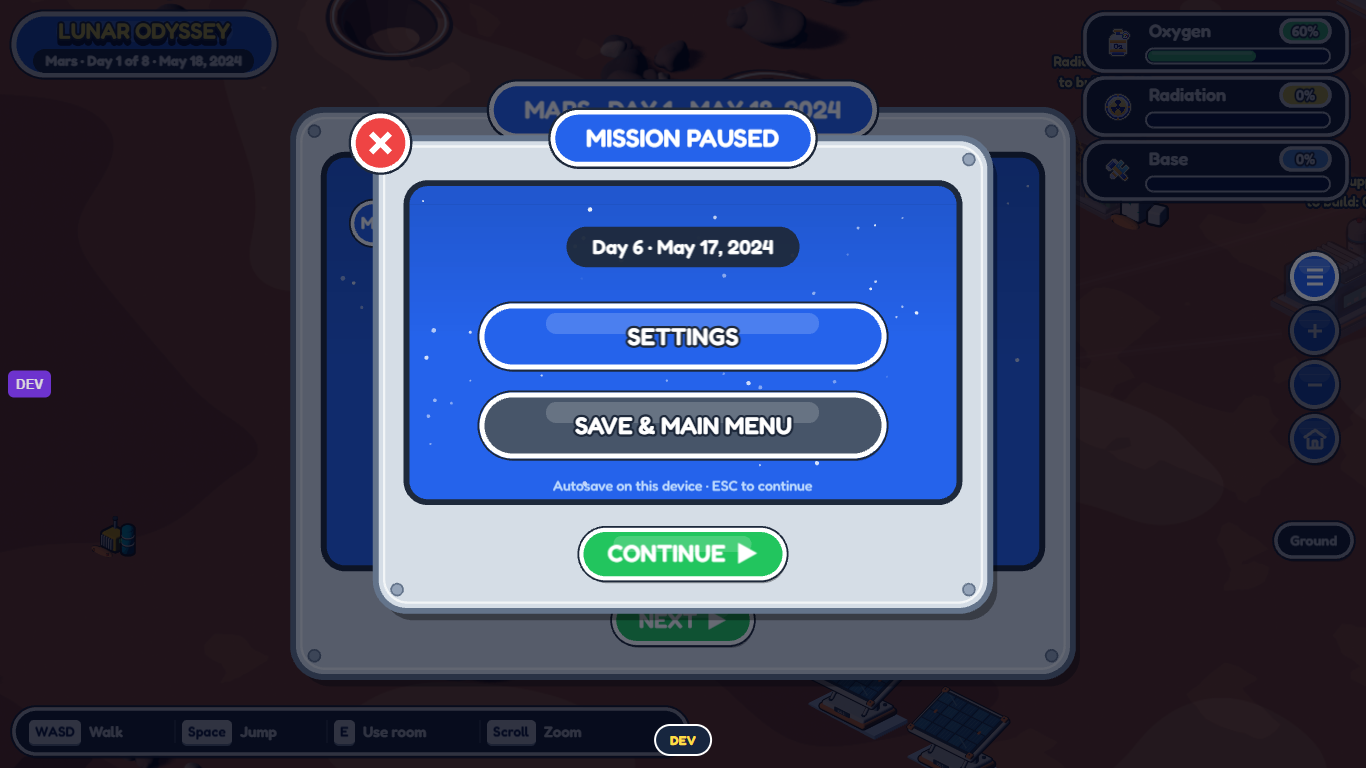 LUNAR ODYSSEY
Mars · Day 1 of 8 · May 18, 2024
MARS · DAY 1 · MAY 18, 2024
MISSION PAUSED
Day 6 · May 17, 2024
SETTINGS
SAVE & MAIN MENU
Autosave on this device · ESC to continue
CONTINUE
NEXT
Oxygen
60%
Radiation
0%
Base
0%
to build:
DEV
Ground
WASD Walk
Space Jump
E Use room
Scroll Zoom
DEV